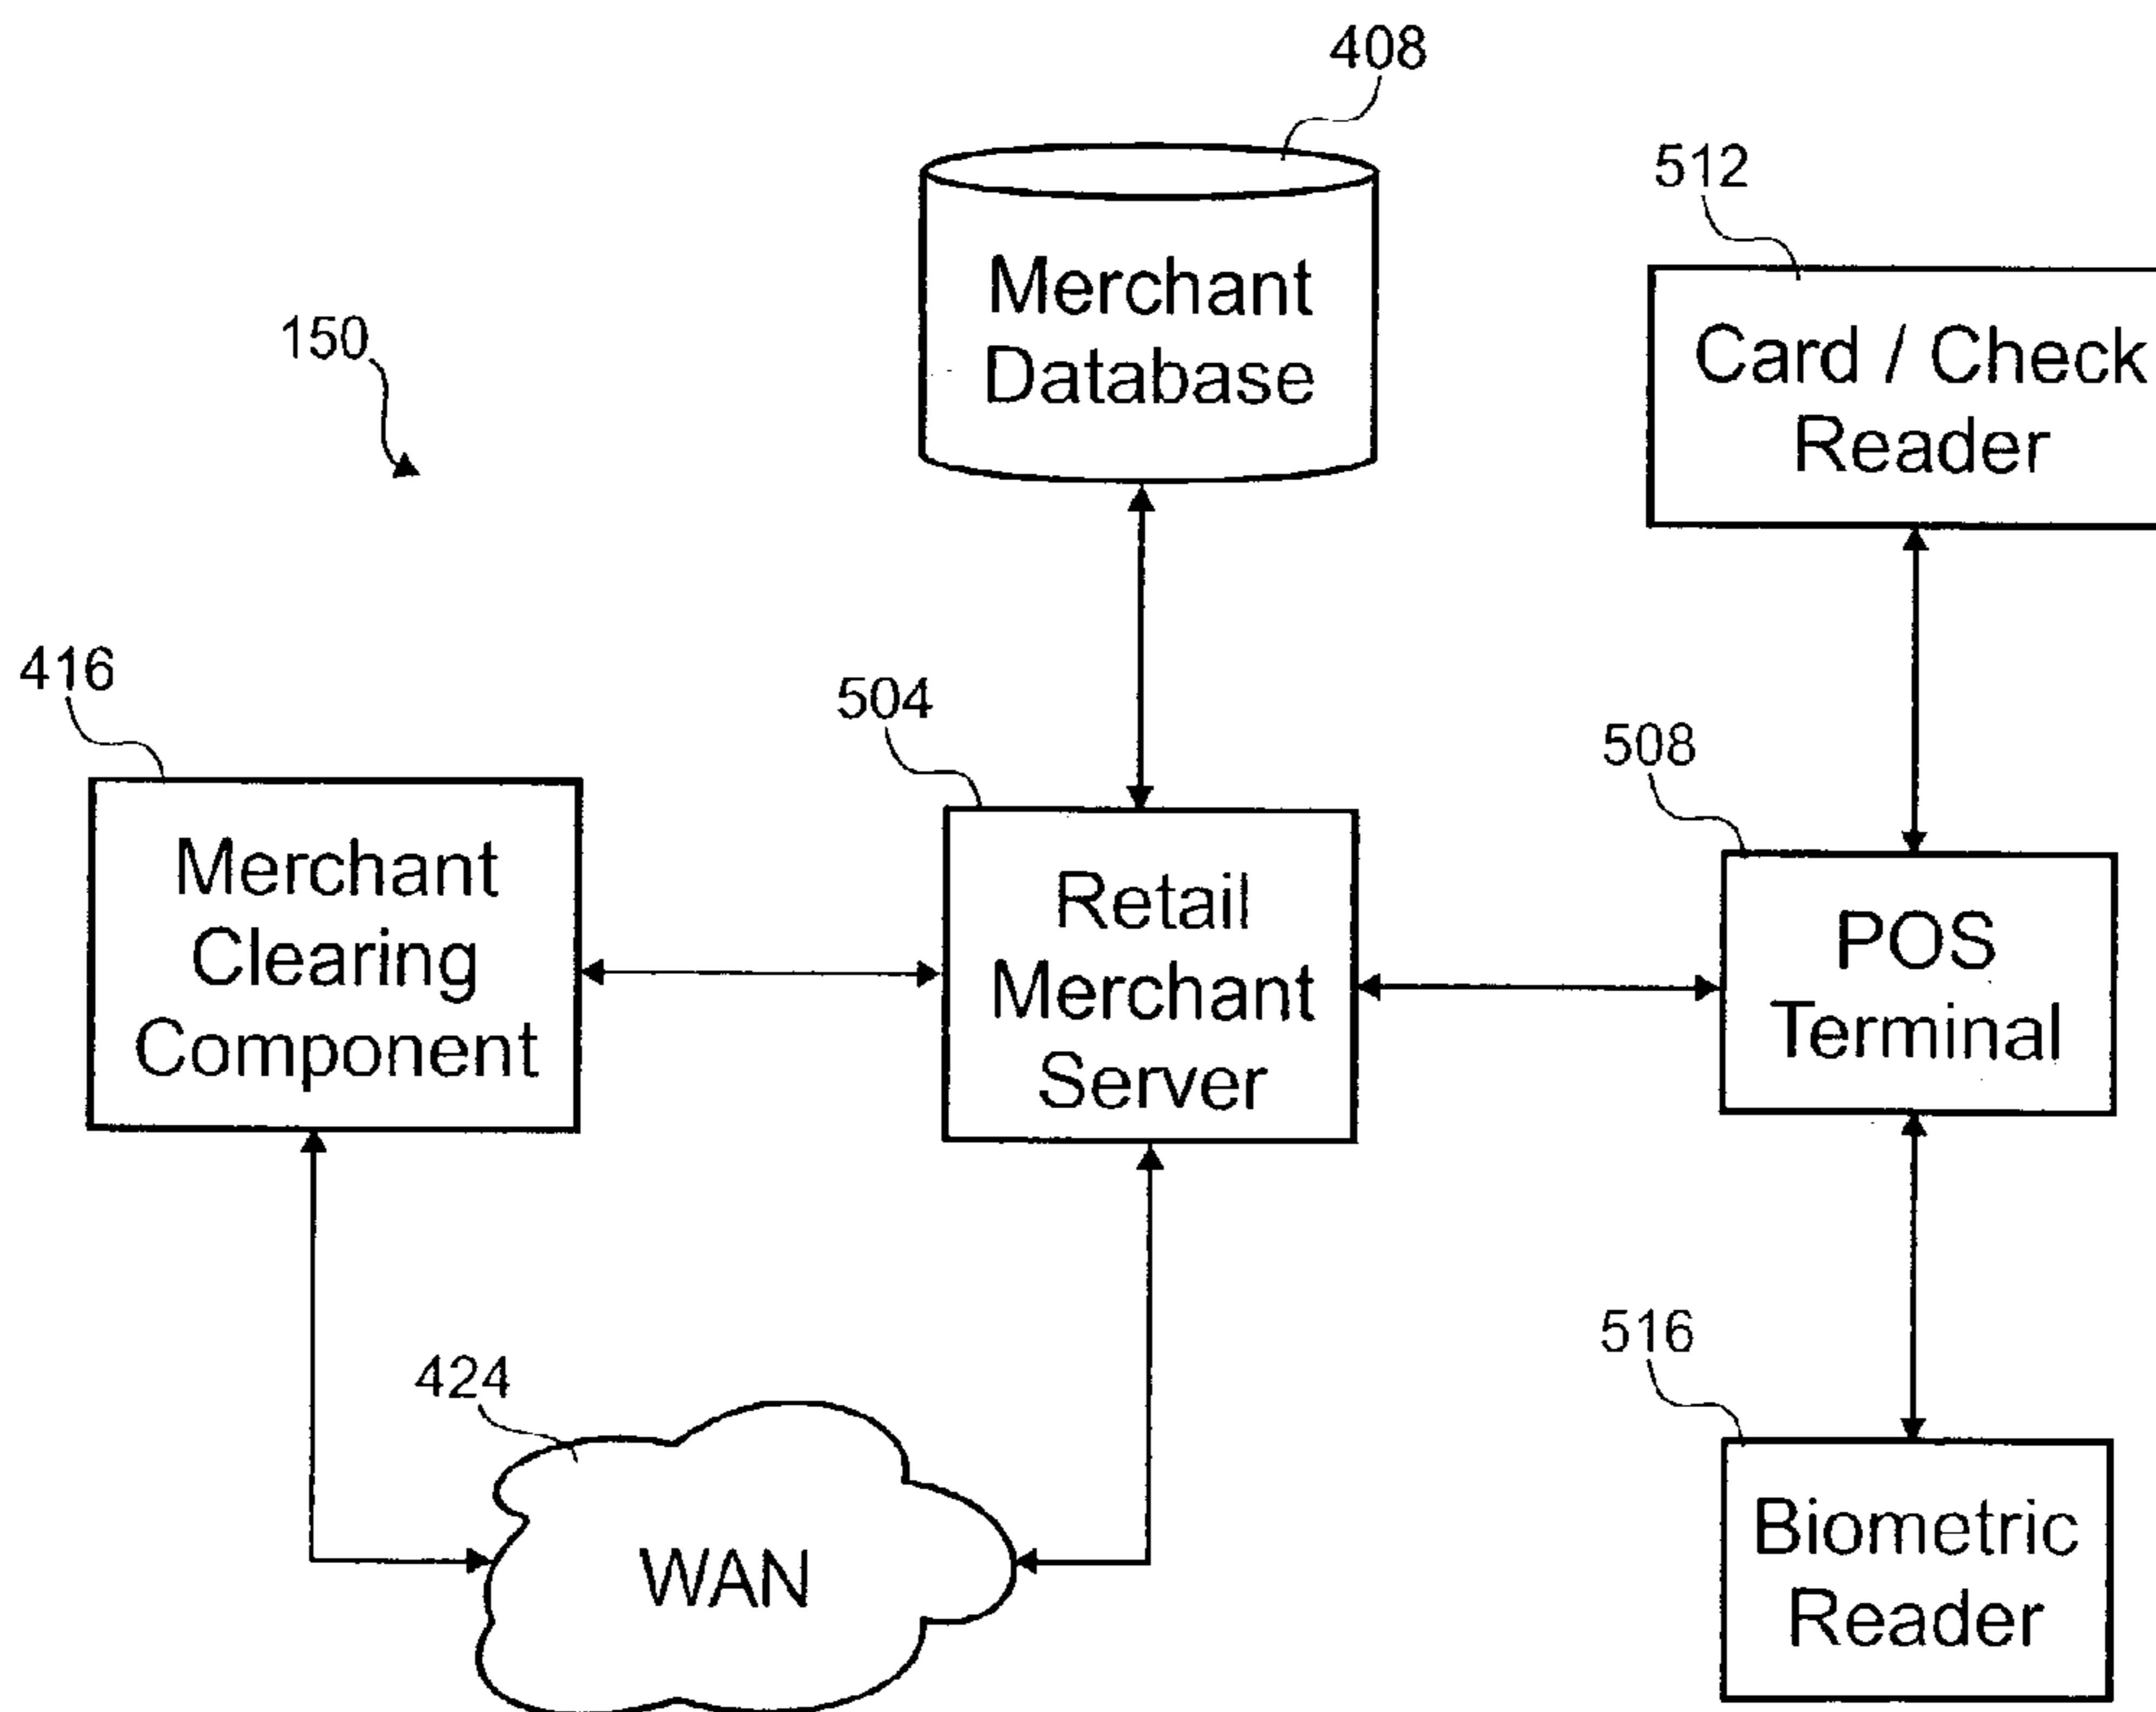 408
512
Merchant
Database
Card / Check
Reader
150
416
504
508
Merchant
Clearing
Component
Retail
Merchant
Server
POS
Terminal
424
516
WAN
Biometric
Reader